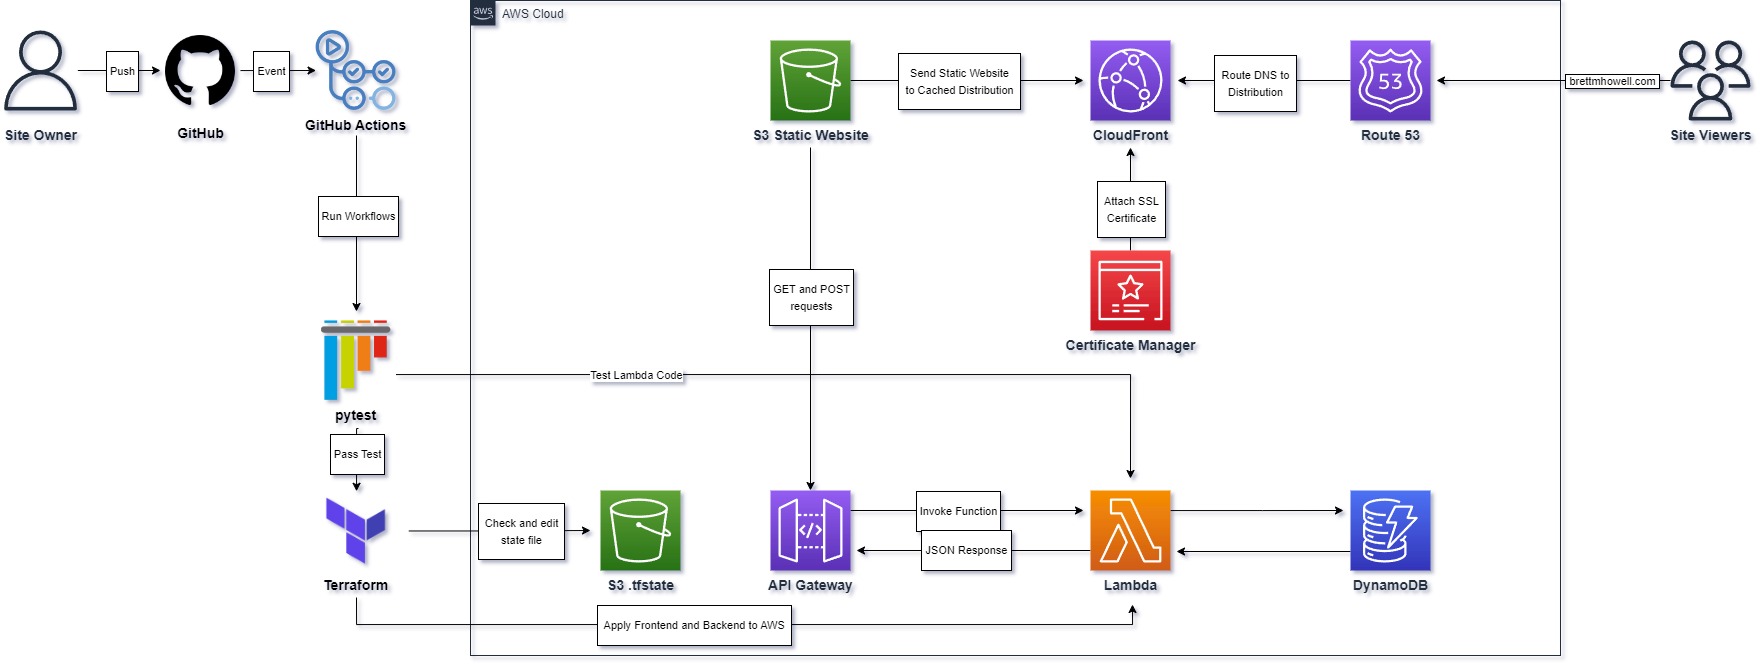 aws
AWS Cloud
Push
Event
Site Owner
GitHub
GitHub Actions
Send Static Website
to Cached Distribution
Route DNS to
Distribution
53
brettmhowell.com
S3 Static Website
CloudFront
Route 53
Site Viewers
Run Workflows
Attach SSL
Certificate
GET and POST
requests
Certificate Manager
Test Lambda Code
pytest
Pass Test
Check and edit
state file
</>
Invoke Function
JSON Response
Terraform
S3 .tfstate
API Gateway
Lambda
DynamoDB
Apply Frontend and Backend to AWS